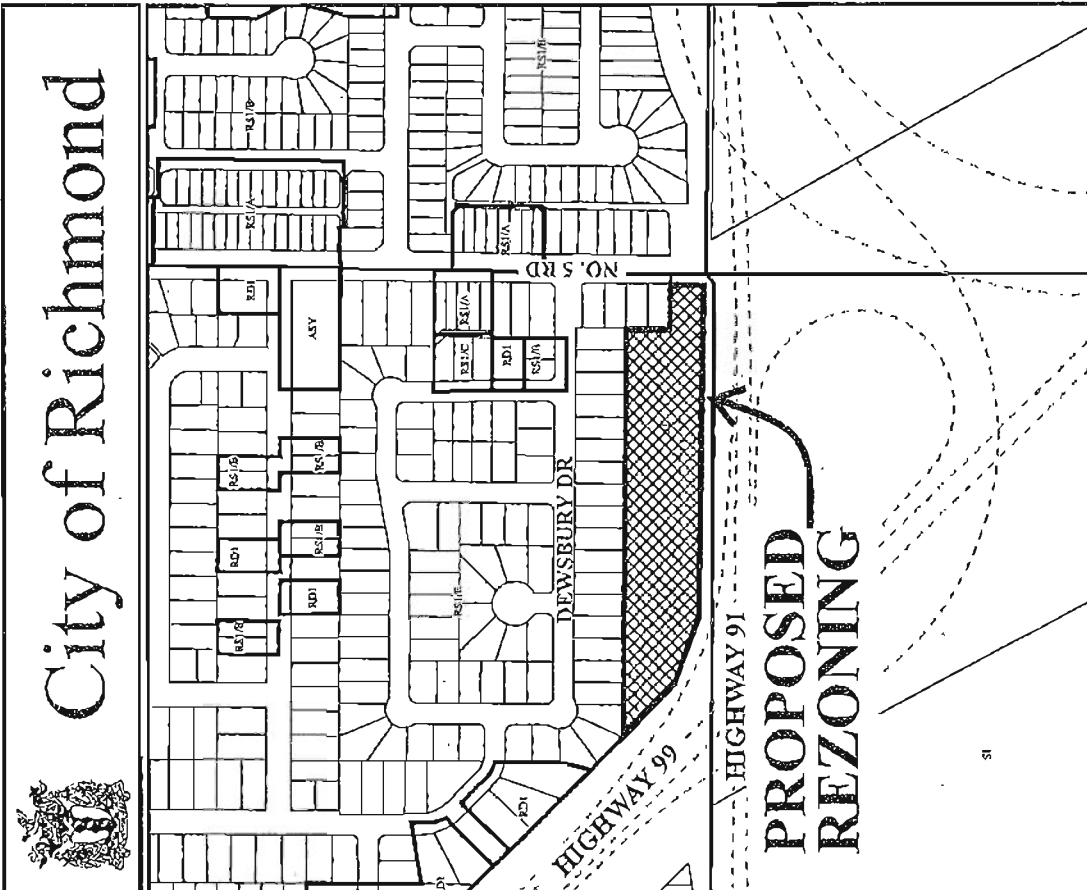 City of Richmond
RS1/B
RS1/B
RS1/A
RS1/A
NO. 5 RD
RD1
ASY
RS1/A
RS1/C
RD1
RS1/B
RS1/B
RS1/B
RD1
RS1/B
RD1
RS1/B
RS1/E
DEWSBURY DR
RD1
HIGHWAY 99
HIGHWAY 91
PROPOSED
REZONING